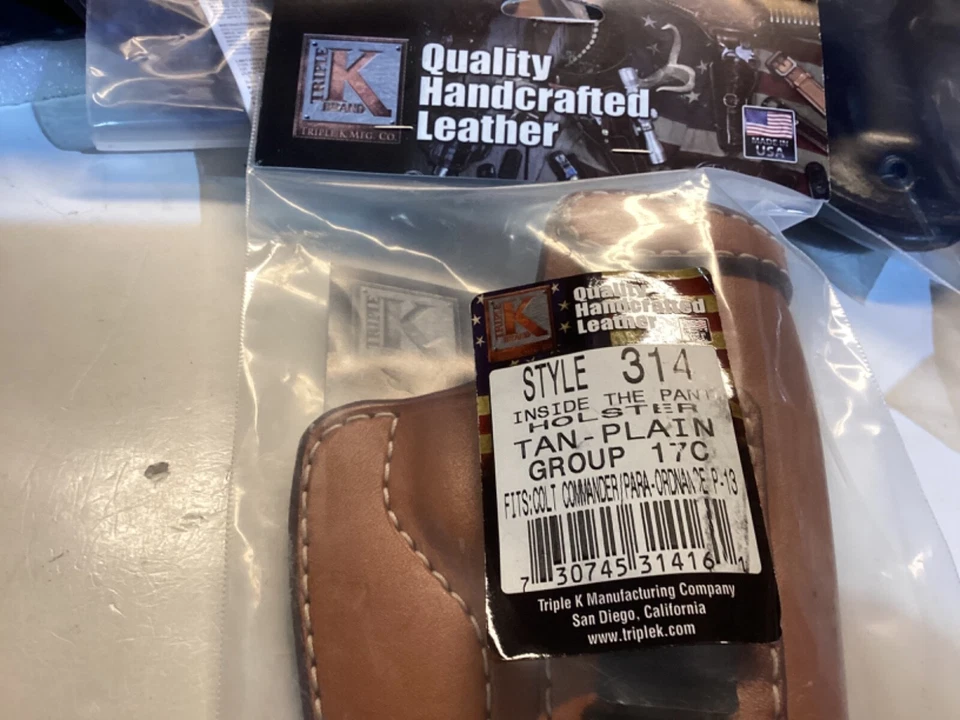 TRIPLE K
BRAND
TRIPLE K MFG. CO.
Quality
Handcrafted
Leather
MADE IN
USA
TRIPLE K
Quality
Handcrafted
Leather
STYLE 314
INSIDE THE PANT
HOLSTER
TAN-PLAIN
GROUP 17C
FITS:COLT COMMANDER/PARA-ORDNANCE P-13
7 30745 31416
Triple K Manufacturing Company
San Diego, California
www.triplek.com